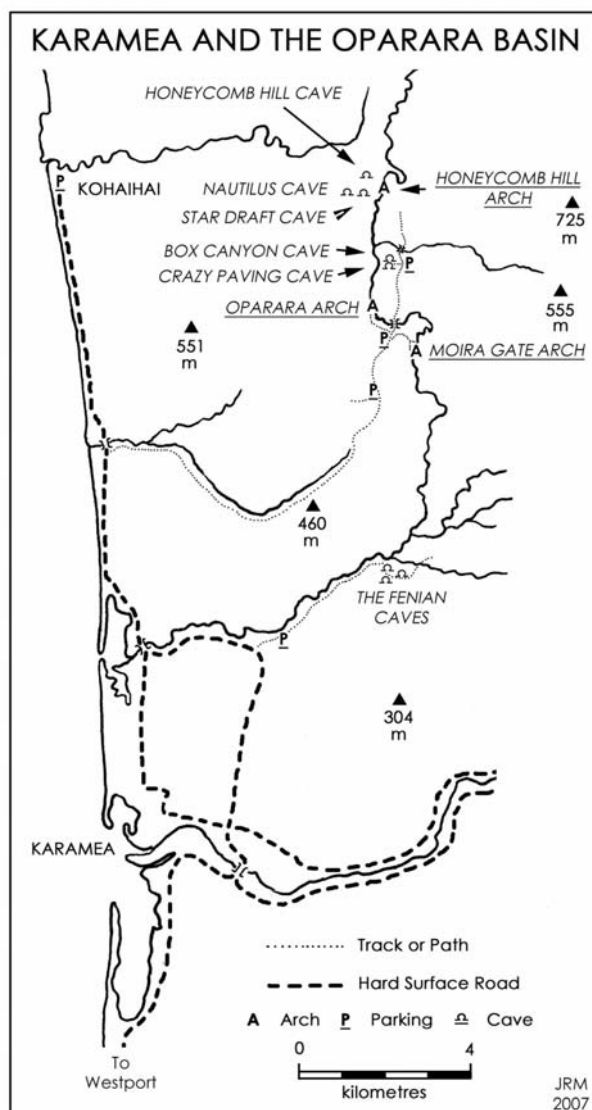 KARAMEA AND THE OPARARA BASIN
HONEYCOMB HILL CAVE
P
KOHAIHAI
NAUTILUS CAVE
A
HONEYCOMB HILL
ARCH
STAR DRAFT CAVE
725
m
BOX CANYON CAVE
CRAZY PAVING CAVE
P
555
m
OPARARA ARCH
A
551
m
P
A
MOIRA GATE ARCH
P
460
m
THE FENIAN
CAVES
P
304
m
KARAMEA
Track or Path
Hard Surface Road
A Arch P Parking Cave
0 4
kilometres
To
Westport
JRM
2007